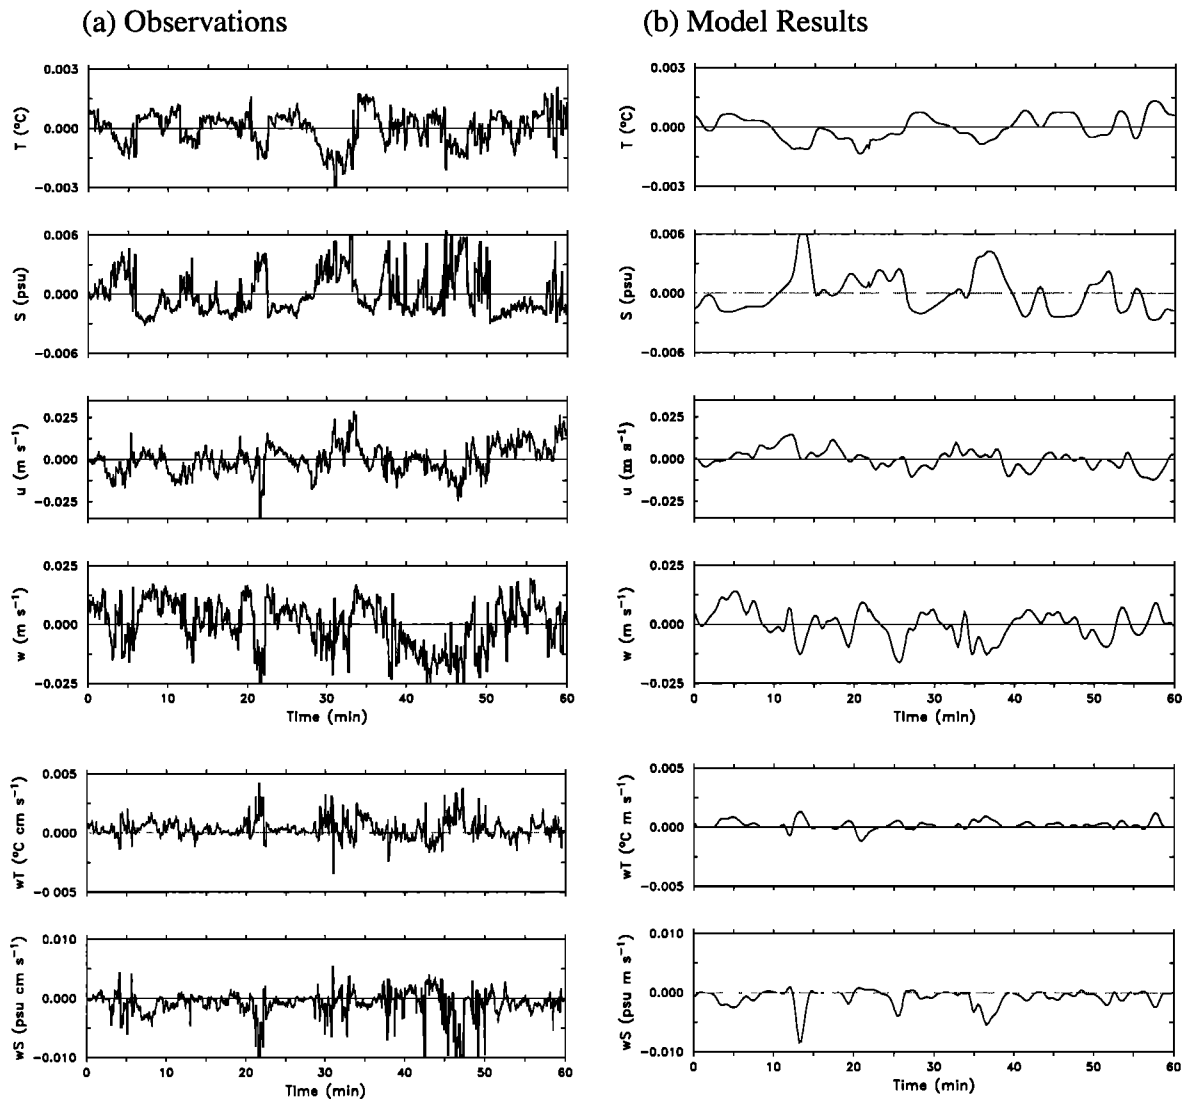 (a) Observations
(b) Model Results
0.003
0.000
−0.003
T (°C)
0.006
0.000
−0.006
S (psu)
0.025
0.000
−0.025
u (m s⁻¹)
0.025
0.000
−0.025
w (m s⁻¹)
0 10 20 30 40 50 60
Time (min)
0.005
0.000
−0 005
wT (°C cm s⁻¹)
0.010
0.000
−0.010
wS (psu cm s⁻¹)
0 10 20 30 40 50 60
Time (min)
0.003
0.000
−0.003
T (°C)
0.006
0.000
−0.006
S (psu)
0.025
0.000
−0.025
u (m s⁻¹)
0.025
0.000
−0.025
w (m s⁻¹)
0 10 20 30 40 50 60
Time (min)
0.005
0.000
−0.005
wT (°C m s⁻¹)
0.010
0.000
−0.010
wS (psu m s⁻¹)
0 10 20 30 40 50 60
Time (min)